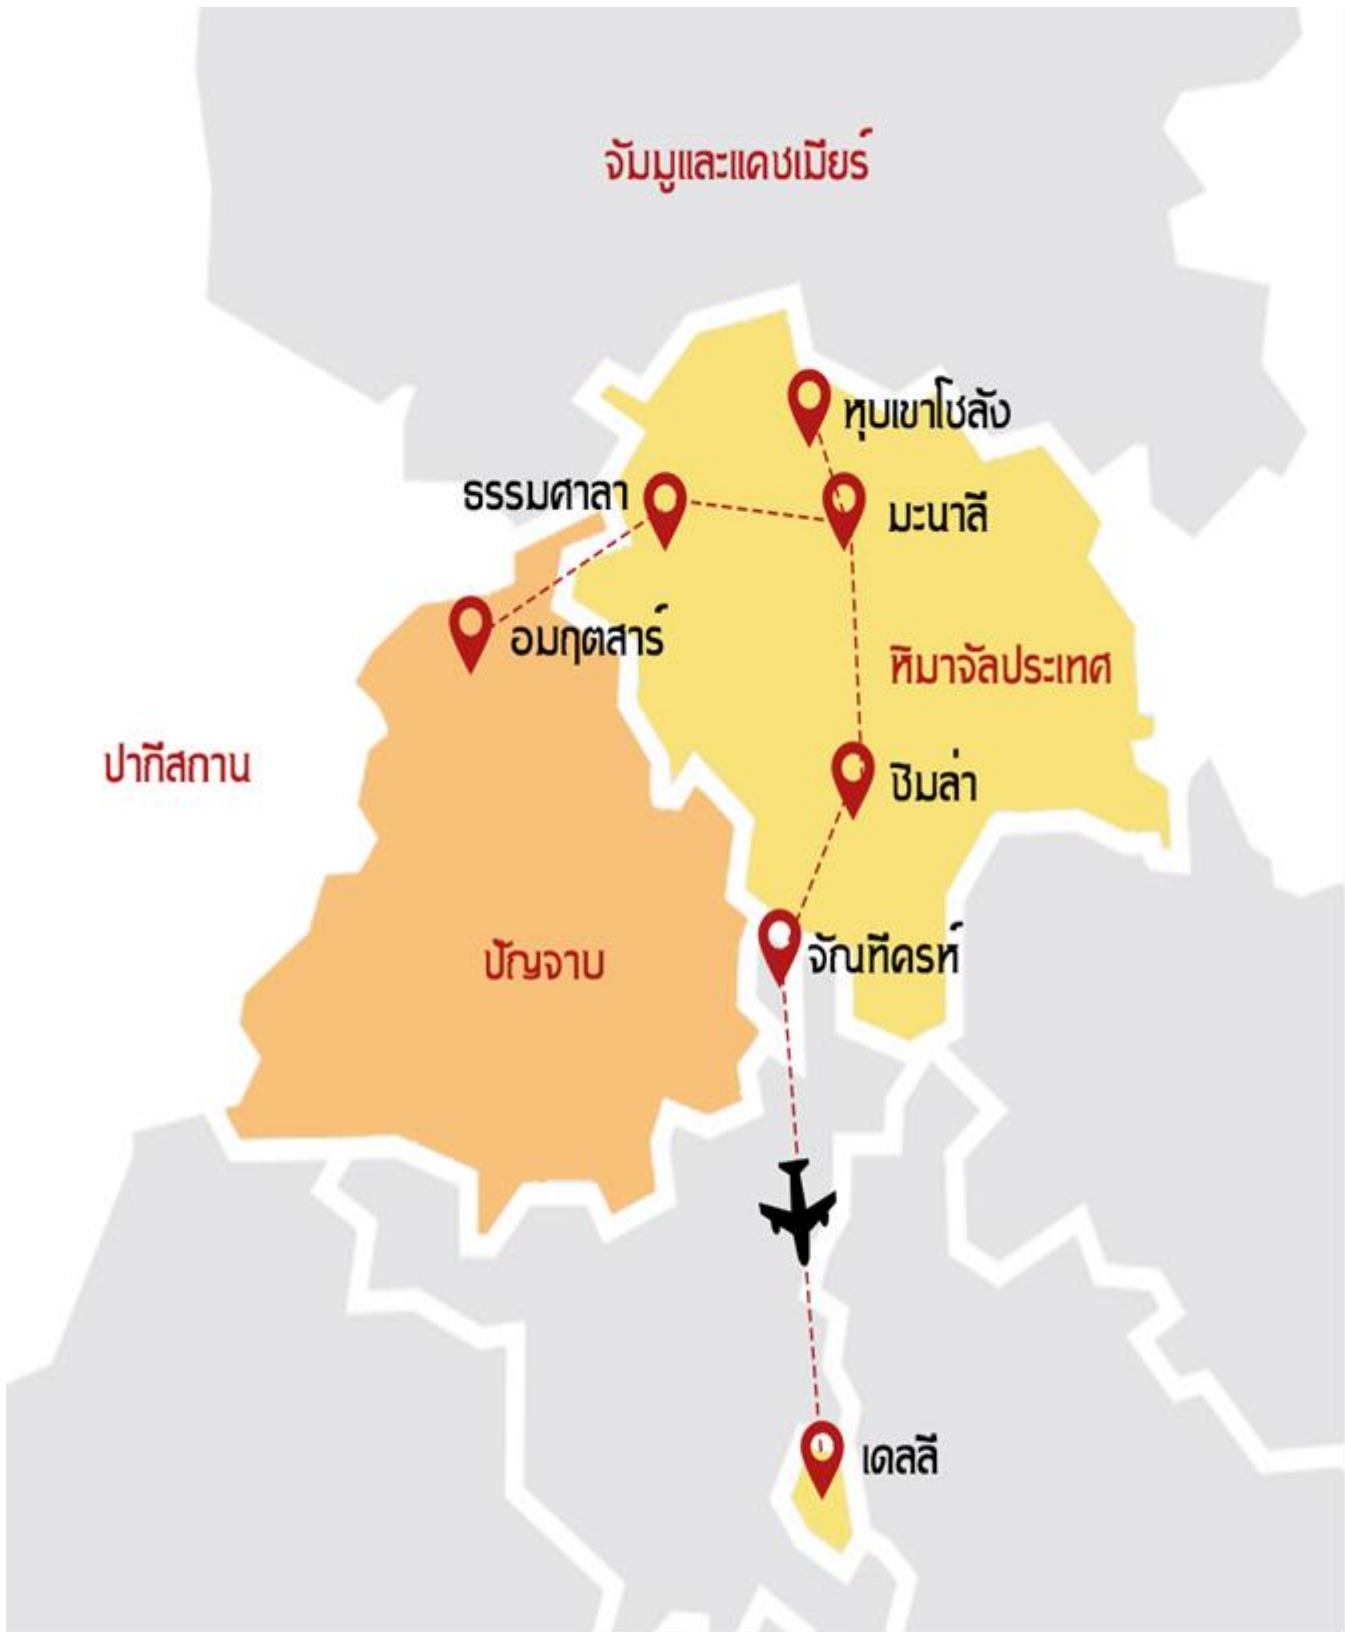 จัมมูและแคชเมียร์
หุบเขาโซลัง
ธรรมศาลา
มะนาลี
อมฤตสาร์
หิมาจัลประเทศ
ปากีสถาน
ชิมล่า
ปัญจาบ
จัณฑีครห์
เดลลี